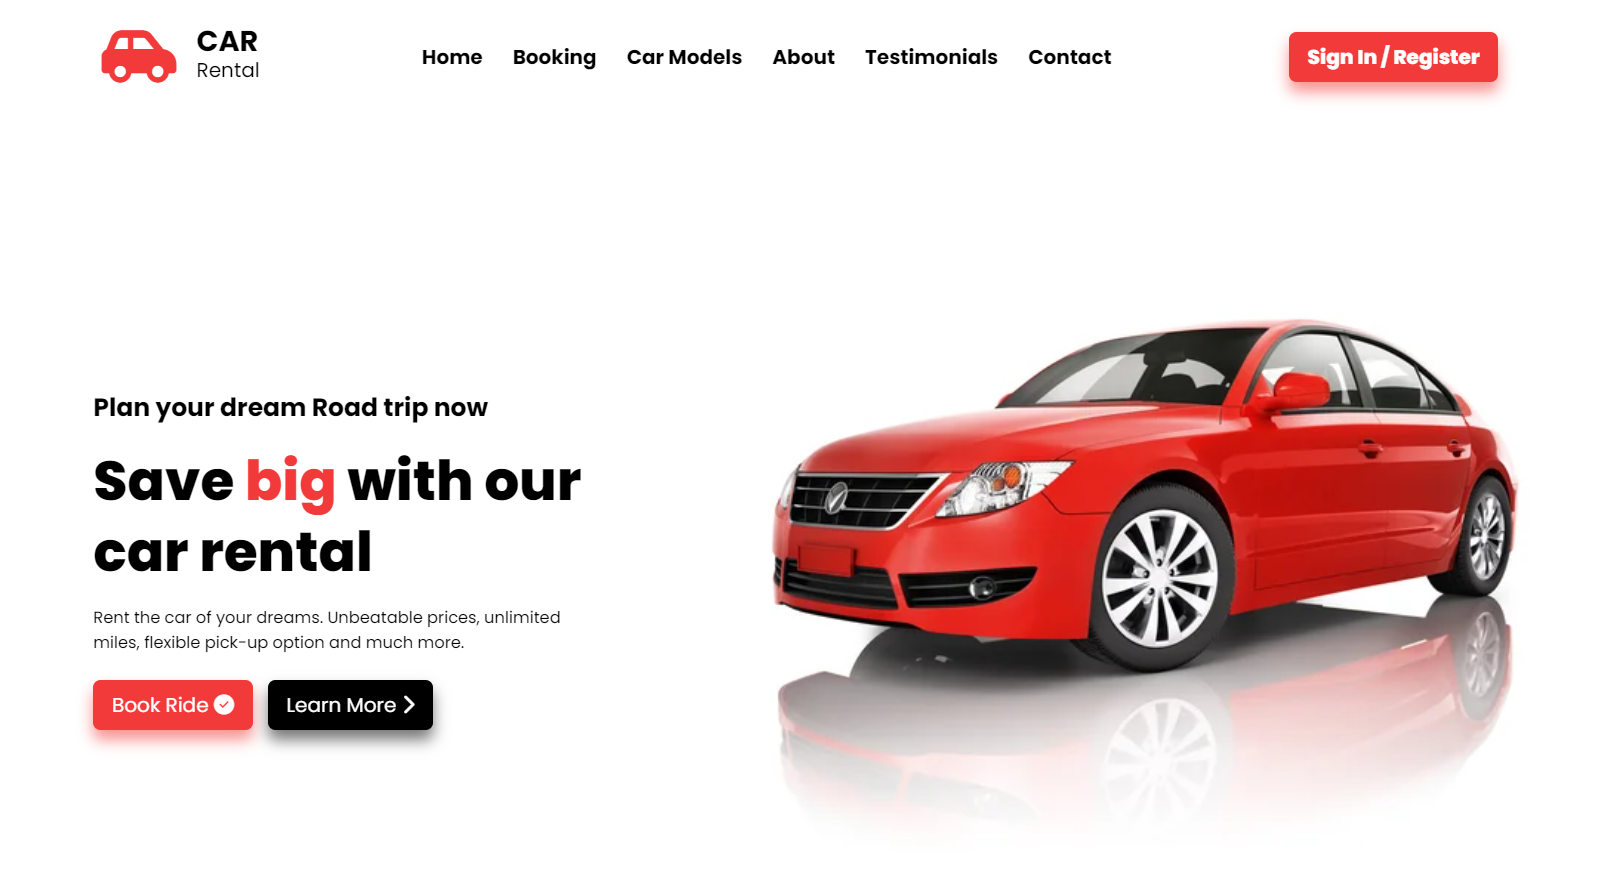 CAR
Rental
Home Booking Car Models About Testimonials Contact
Sign In / Register
Plan your dream Road trip now
Save big with our
car rental
Rent the car of your dreams. Unbeatable prices, unlimited
miles, flexible pick-up option and much more.
Book Ride
Learn More